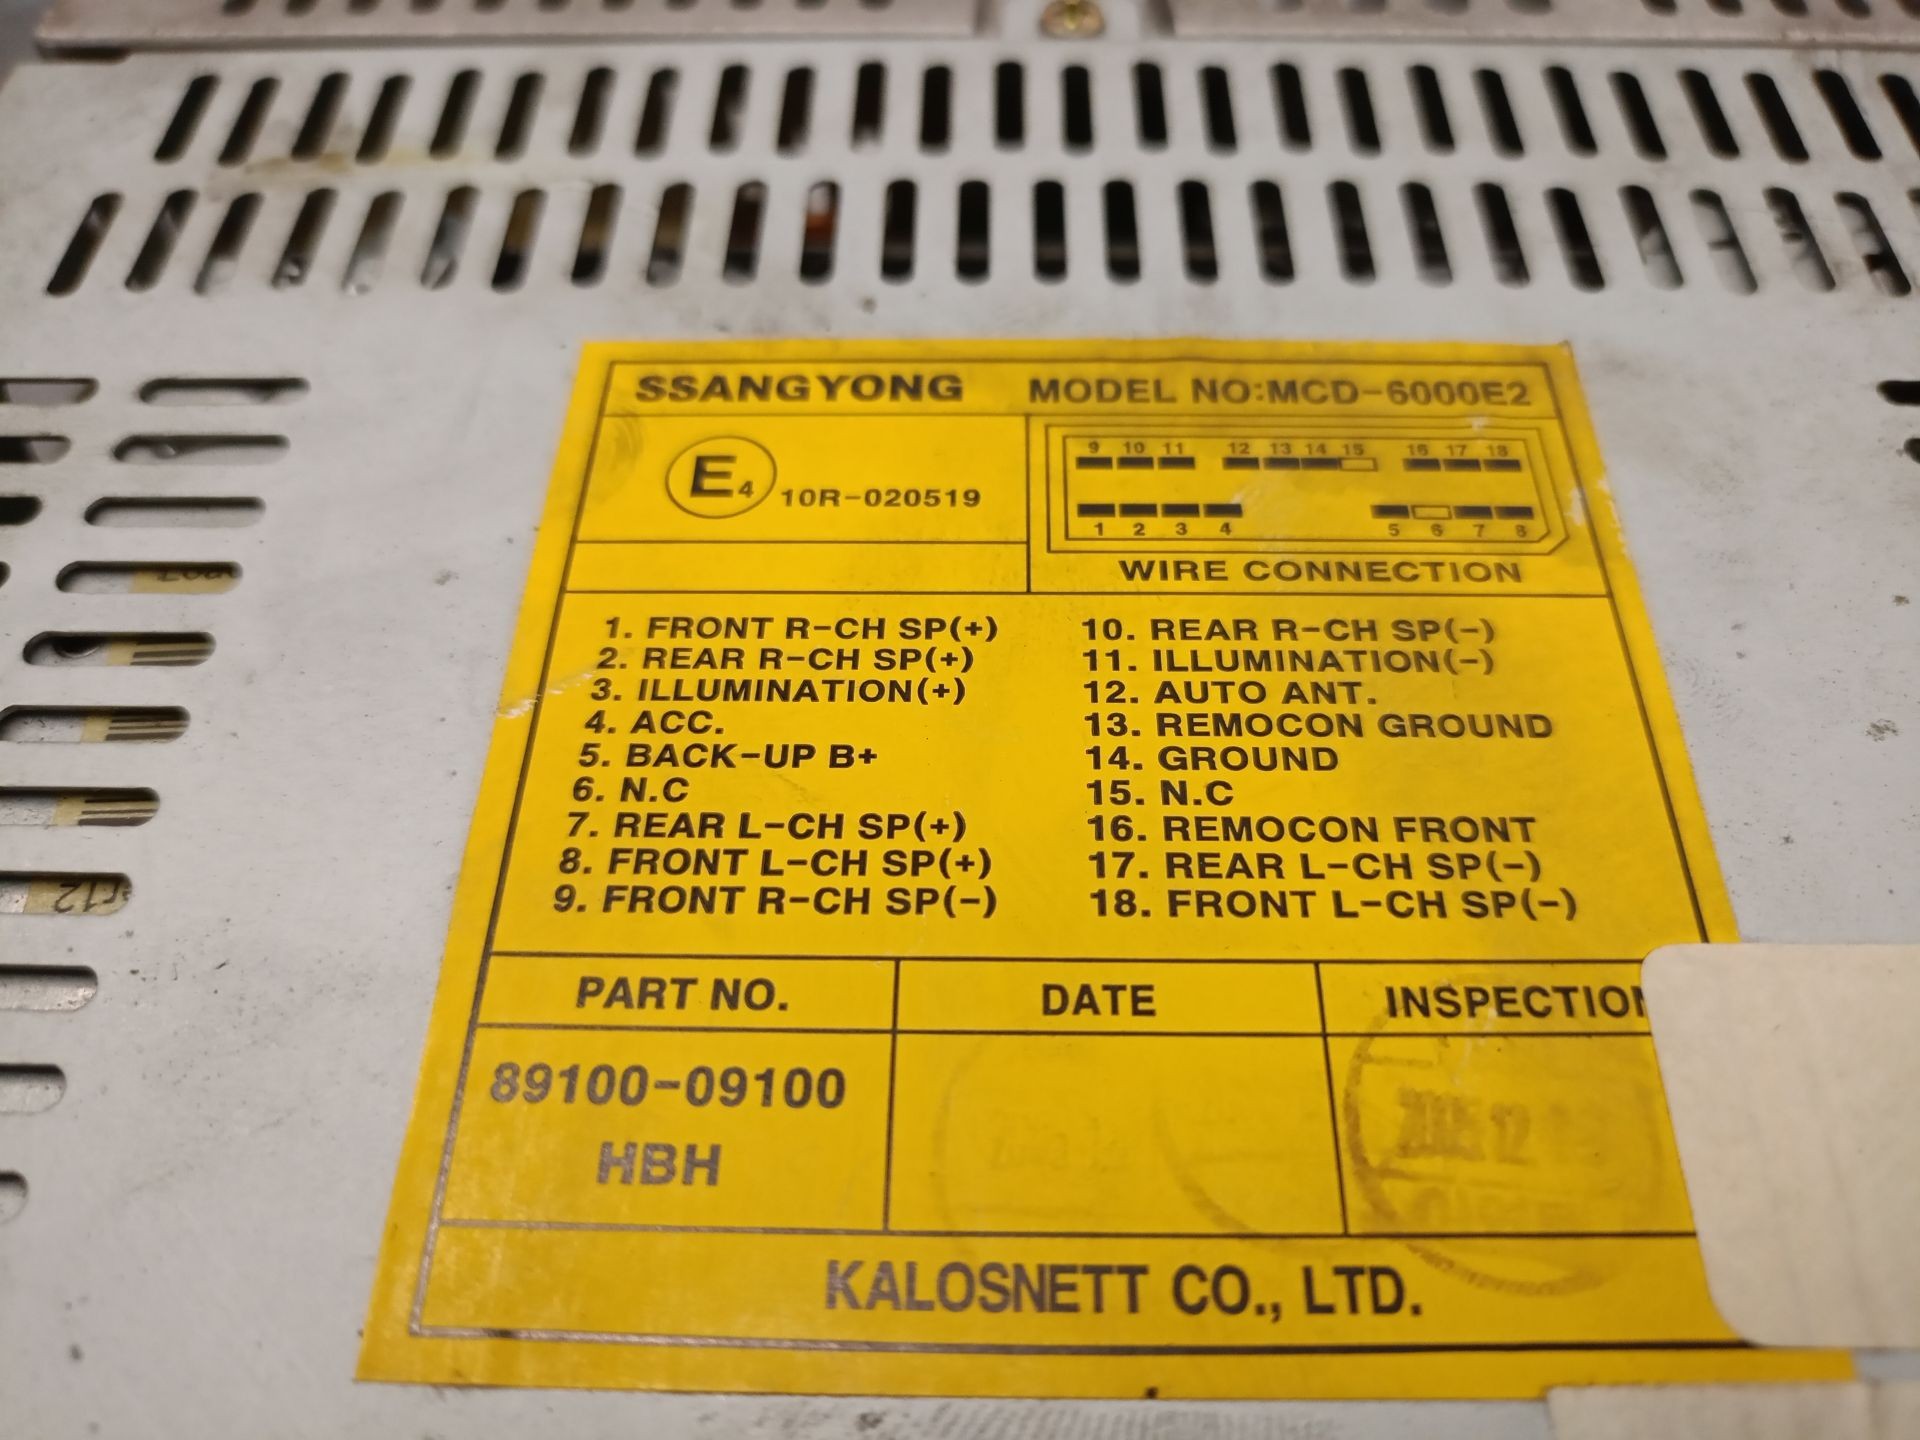 SSANGYONG MODEL NO:MCD-6000E2
9 10 11 12 13 14 15 16 17 18
E4 10R-020519
1 2 3 4 5 6 7 8
WIRE CONNECTION
1. FRONT R-CH SP(+)
2. REAR R-CH SP(+)
3. ILLUMINATION(+)
4. ACC.
5. BACK-UP B+
6. N.C
7. REAR L-CH SP(+)
8. FRONT L-CH SP(+)
9. FRONT R-CH SP(-)
10. REAR R-CH SP(-)
11. ILLUMINATION(-)
12. AUTO ANT.
13. REMOCON GROUND
14. GROUND
15. N.C
16. REMOCON FRONT
17. REAR L-CH SP(-)
18. FRONT L-CH SP(-)
PART NO. DATE INSPECTION
89100-09100
HBH
2005.12
KALOSNETT CO., LTD.